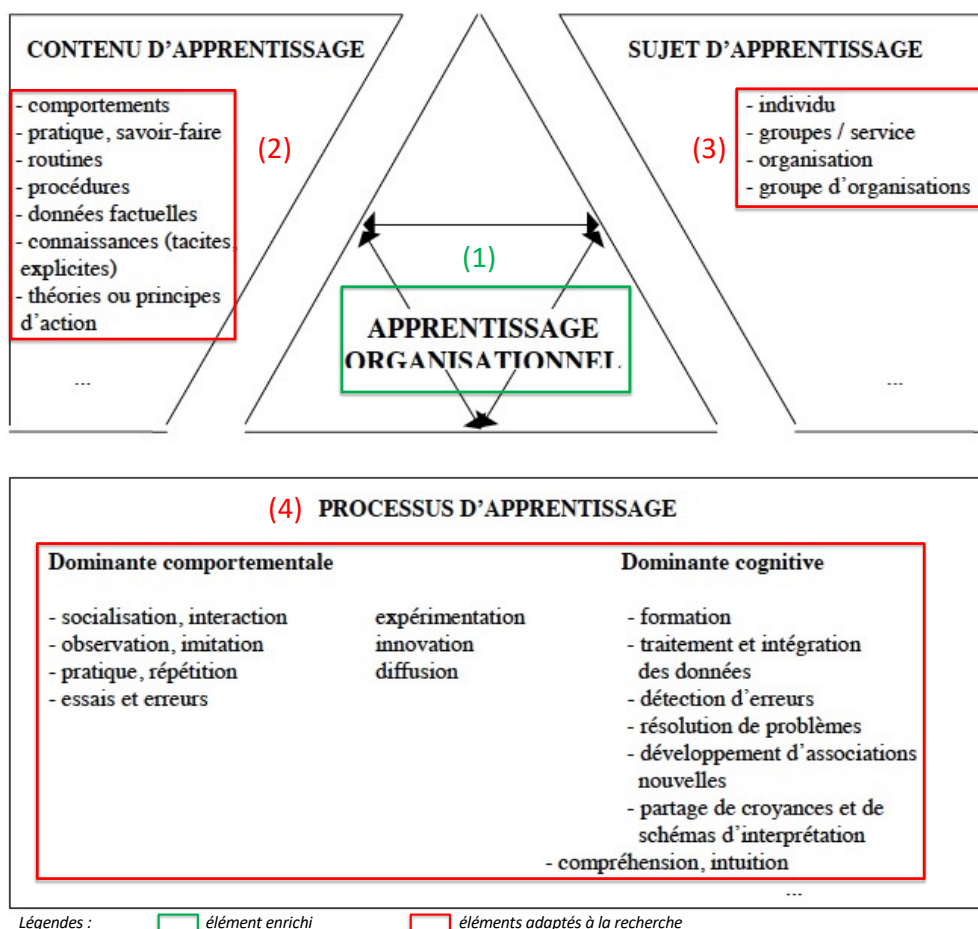 CONTENU D'APPRENTISSAGE
- comportements
- pratique, savoir-faire
- routines
- procédures
- données factuelles
- connaissances (tacites,
explicites)
- théories ou principes
d'action
...
(2)
SUJET D'APPRENTISSAGE
- individu
- groupes / service
- organisation
- groupe d'organisations
...
(3)
(1)
APPRENTISSAGE
ORGANISATIONNEL
(4) PROCESSUS D'APPRENTISSAGE
Dominante comportementale
- socialisation, interaction
- observation, imitation
- pratique, répétition
- essais et erreurs
expérimentation
innovation
diffusion
Dominante cognitive
- formation
- traitement et intégration
des données
- détection d'erreurs
- résolution de problèmes
- développement d'associations
nouvelles
- partage de croyances et de
schémas d'interprétation
- compréhension, intuition
...
Légendes : élément enrichi éléments adaptés à la recherche